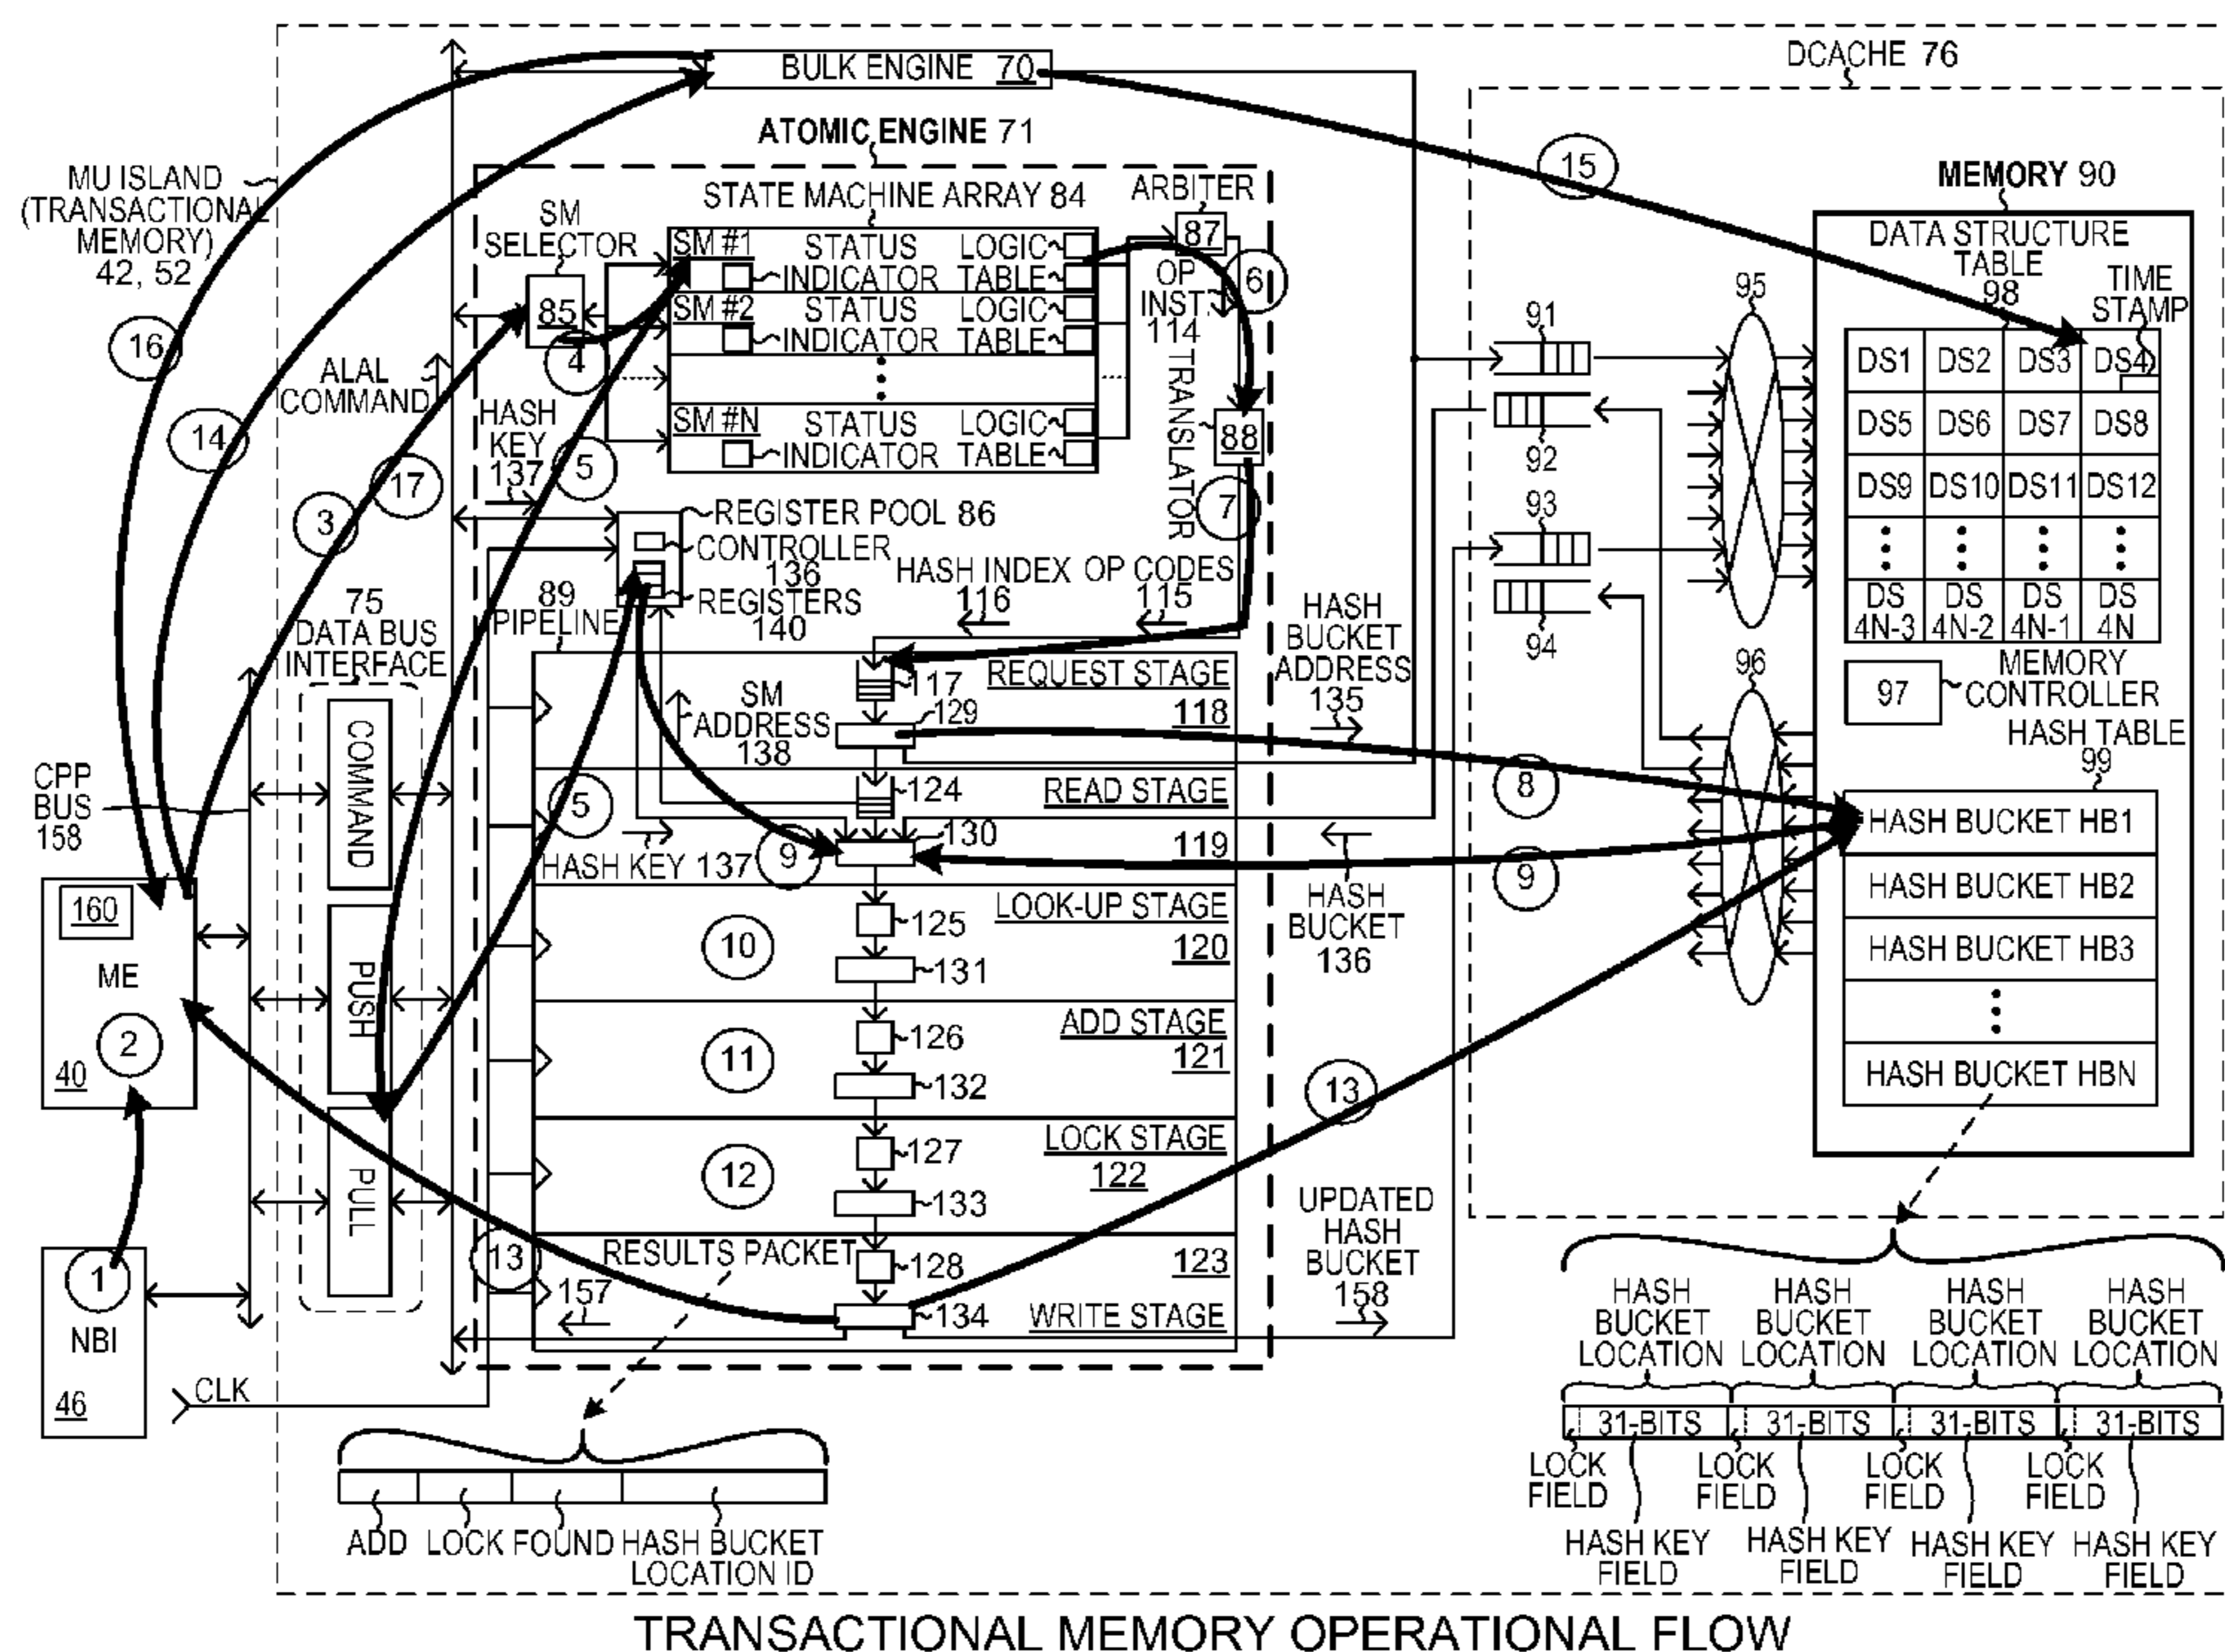 DCACHE 76
BULK ENGINE 70
ATOMIC ENGINE 71
MU ISLAND
(TRANSACTIONAL
MEMORY)
42, 52
SM
SELECTOR
85
STATE MACHINE ARRAY 84
SM #1 STATUS LOGIC
INDICATOR TABLE
SM #2 STATUS LOGIC
INDICATOR TABLE
SM #N STATUS LOGIC
INDICATOR TABLE
ARBITER
87
OP
INST.
114
TRANSLATOR
88
15
6
4
16
14
3
17
5
7
ALAL
COMMAND
HASH
KEY
137
REGISTER POOL 86
CONTROLLER
136
REGISTERS
140
HASH INDEX OP CODES
116 115
89
PIPELINE
75
DATA BUS
INTERFACE
COMMAND
PUSH
PULL
CPP
BUS
158
160
ME
2
40
1
NBI
46
CLK
SM
ADDRESS
138
117
REQUEST STAGE
118
129
HASH
BUCKET
ADDRESS
135
5
124
READ STAGE
119
130
HASH KEY 137
9
HASH
BUCKET
136
8
9
LOOK-UP STAGE
120
10
125
131
ADD STAGE
121
11
126
132
LOCK STAGE
122
12
127
133
13
13
RESULTS PACKET
157
128
123
134
WRITE STAGE
UPDATED
HASH
BUCKET
158
91
92
93
94
95
96
MEMORY 90
DATA STRUCTURE
TABLE
98
TIME
STAMP
DS1 DS2 DS3 DS4
DS5 DS6 DS7 DS8
DS9 DS10 DS11 DS12
DS DS DS DS
4N-3 4N-2 4N-1 4N
97
MEMORY
CONTROLLER
HASH TABLE
99
HASH BUCKET HB1
HASH BUCKET HB2
HASH BUCKET HB3
HASH BUCKET HBN
HASH HASH HASH HASH
BUCKET BUCKET BUCKET BUCKET
LOCATION LOCATION LOCATION LOCATION
31-BITS 31-BITS 31-BITS 31-BITS
LOCK LOCK LOCK LOCK
FIELD FIELD FIELD FIELD
HASH KEY HASH KEY HASH KEY HASH KEY
FIELD FIELD FIELD FIELD
ADD LOCK FOUND HASH BUCKET
LOCATION ID
TRANSACTIONAL MEMORY OPERATIONAL FLOW